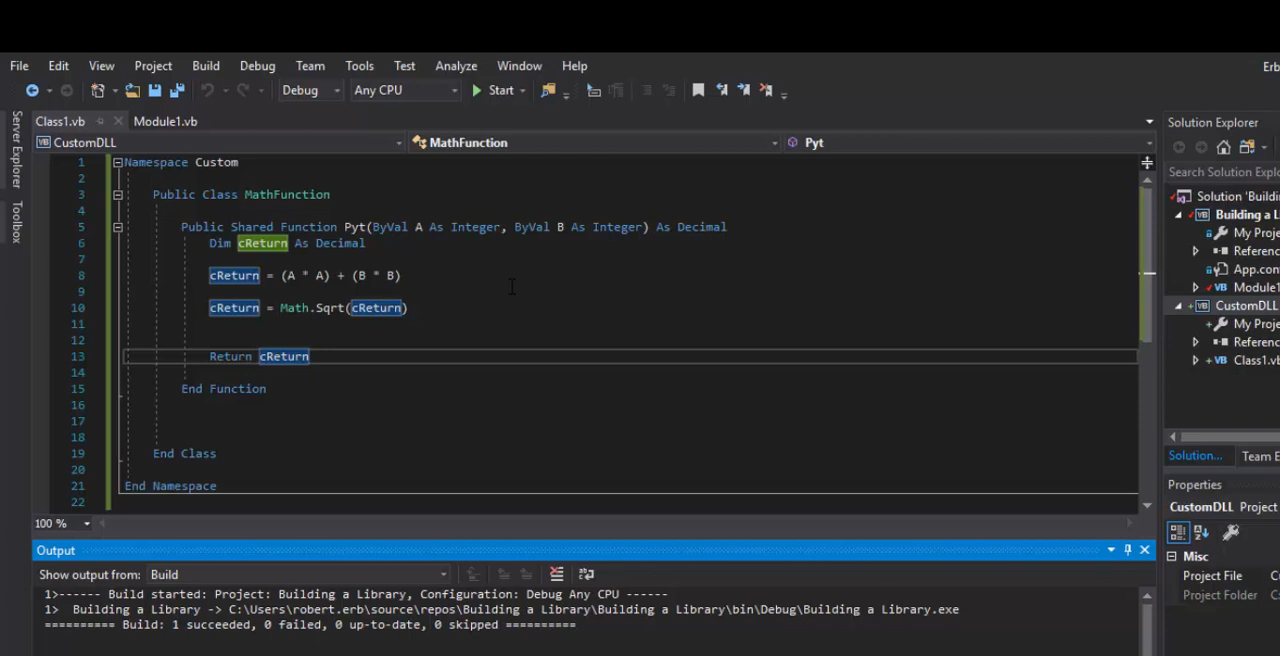 File Edit View Project Build Debug Team Tools Test Analyze Window Help Erb
Debug Any CPU Start
Server Explorer
Toolbox
Class1.vb Module1.vb
CustomDLL MathFunction Pyt
1 Namespace Custom
2
3 Public Class MathFunction
4
5 Public Shared Function Pyt(ByVal A As Integer, ByVal B As Integer) As Decimal
6 Dim cReturn As Decimal
7
8 cReturn = (A * A) + (B * B)
9
10 cReturn = Math.Sqrt(cReturn)
11
12
13 Return cReturn
14
15 End Function
16
17
18
19 End Class
20
21 End Namespace
22
100 %
Solution Explorer
Search Solution Explo
Solution 'Building
Building a Li
My Proje
Referenc
App.con
Module1
CustomDLL
My Proje
Referenc
Class1.vb
Solution... Team E
Properties
CustomDLL Project
Misc
Project File Cu
Project Folder C:
Output
Show output from: Build
1>------ Build started: Project: Building a Library, Configuration: Debug Any CPU ------
1> Building a Library -> C:\Users\robert.erb\source\repos\Building a Library\Building a Library\bin\Debug\Building a Library.exe
========== Build: 1 succeeded, 0 failed, 0 up-to-date, 0 skipped ==========